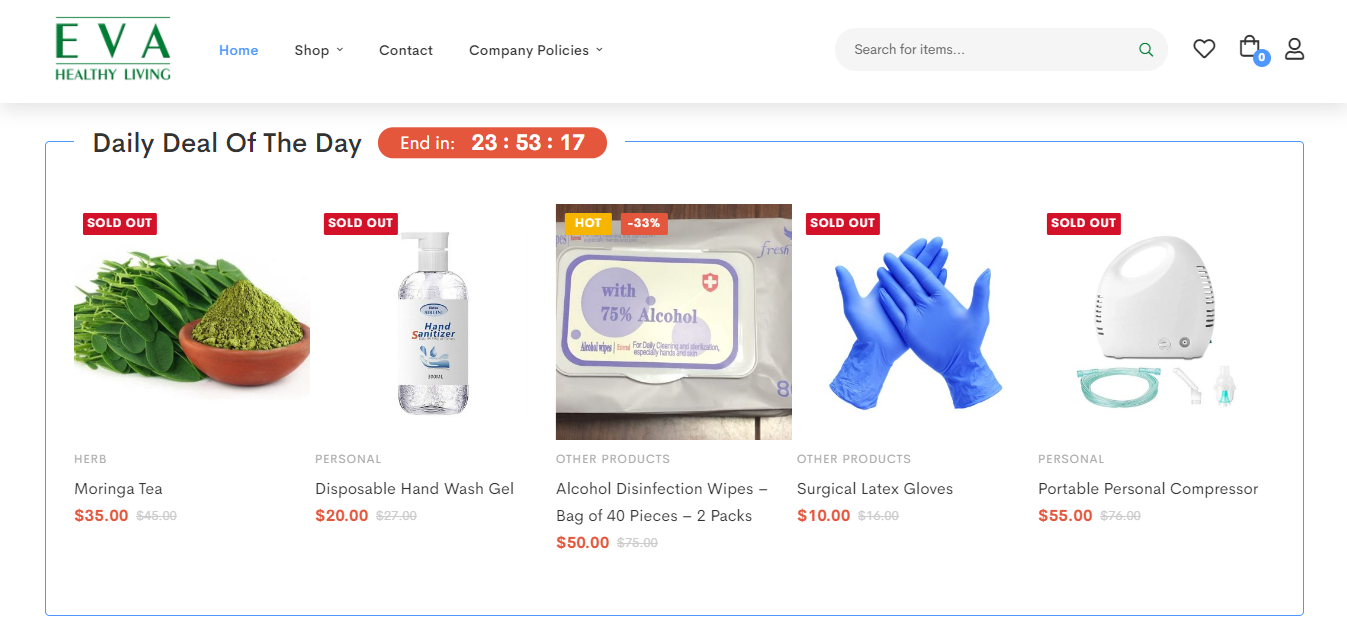 EVA
HEALTHY LIVING
Home
Shop
Contact
Company Policies
Search for items...
0
Daily Deal Of The Day
End in: 23 : 53 : 17
SOLD OUT
SOLD OUT
HOT
-33%
SOLD OUT
SOLD OUT
fresh
with
75% Alcohol
Alcohol wipes
For Daily Cleaning and sterilization,
especially hands and skin
Hand
Sanitizer
HERB
Moringa Tea
$35.00 $45.00
PERSONAL
Disposable Hand Wash Gel
$20.00 $27.00
OTHER PRODUCTS
Alcohol Disinfection Wipes –
Bag of 40 Pieces – 2 Packs
$50.00 $75.00
OTHER PRODUCTS
Surgical Latex Gloves
$10.00 $16.00
PERSONAL
Portable Personal Compressor
$55.00 $76.00